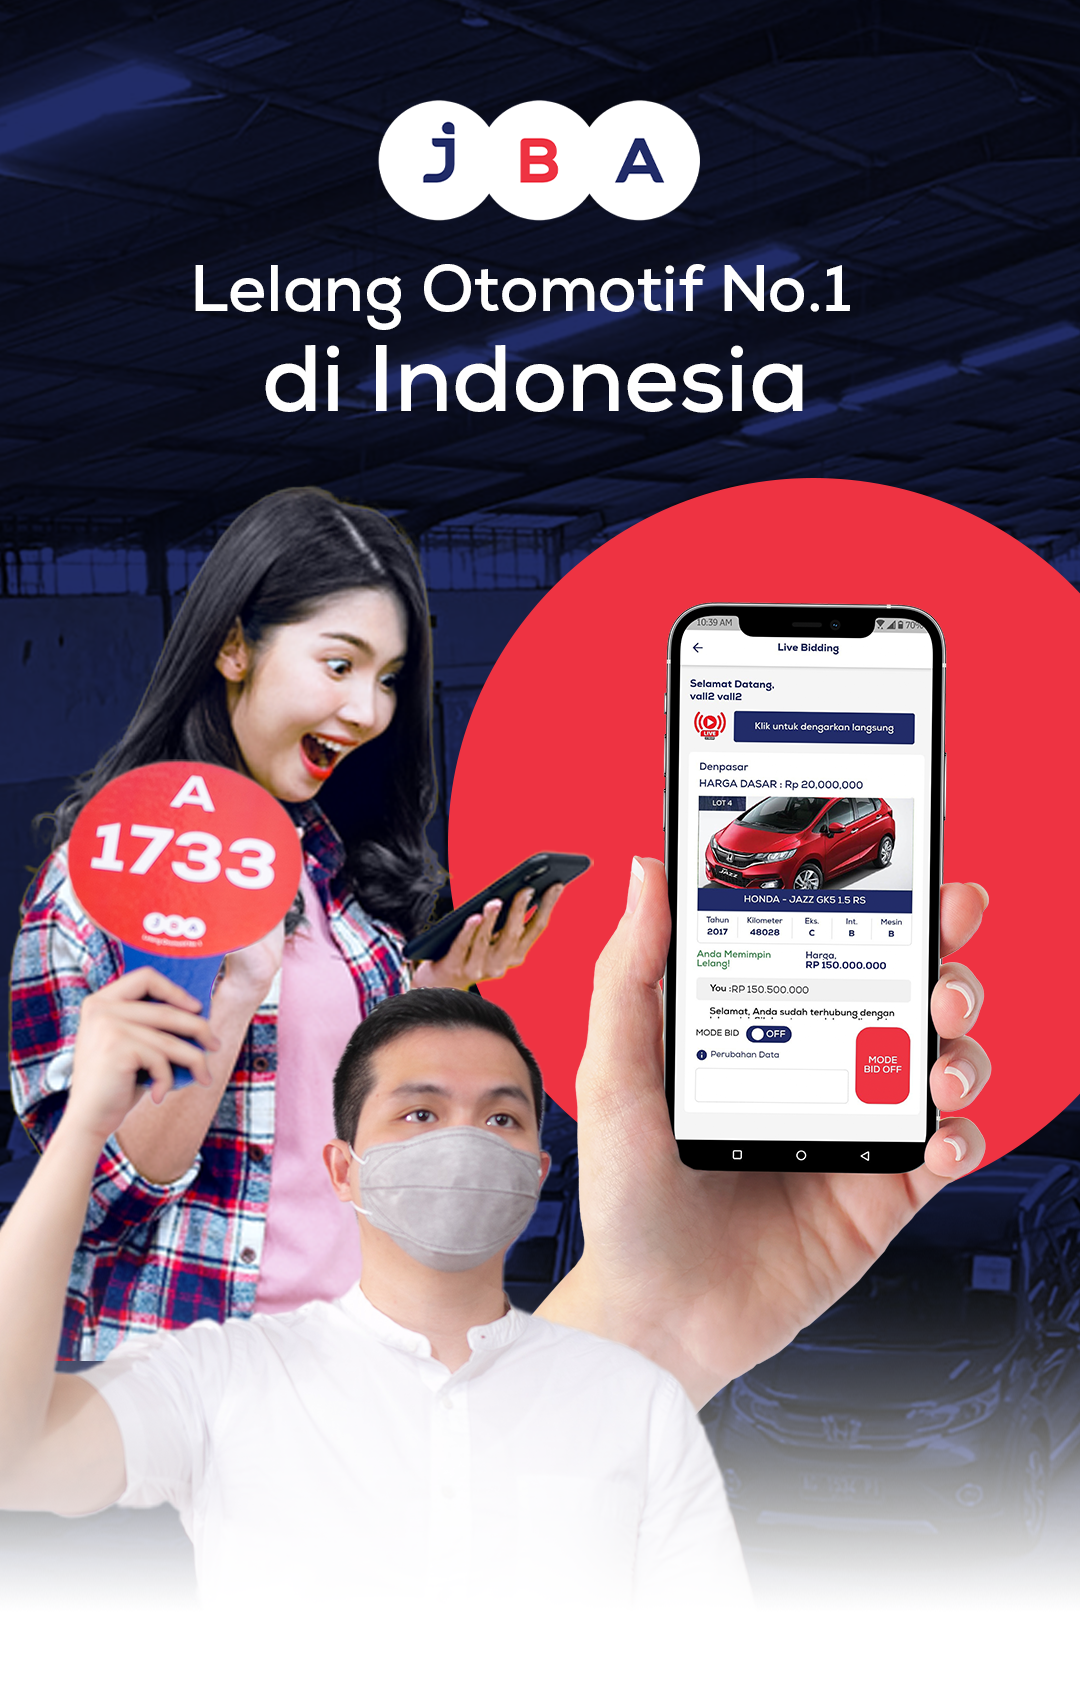 jBA
Lelang Otomotif No.1
di Indonesia
10:39 AM
70%
Live Bidding
Selamat Datang,
vall2 vall2
LIVE
Klik untuk dengarkan langsung
Denpasar
HARGA DASAR : Rp 20,000,000
LOT 4
JAZZ
HONDA - JAZZ GK5 1.5 RS
Tahun Kilometer Eks. Int. Mesin
2017 48028 C B B
Anda Memimpin
Lelang!
Harga,
RP 150.000.000
You :RP 150.500.000
Selamat, Anda sudah terhubung dengan
MODE BID OFF
Perubahan Data
MODE
BID OFF
A
1733
jBA